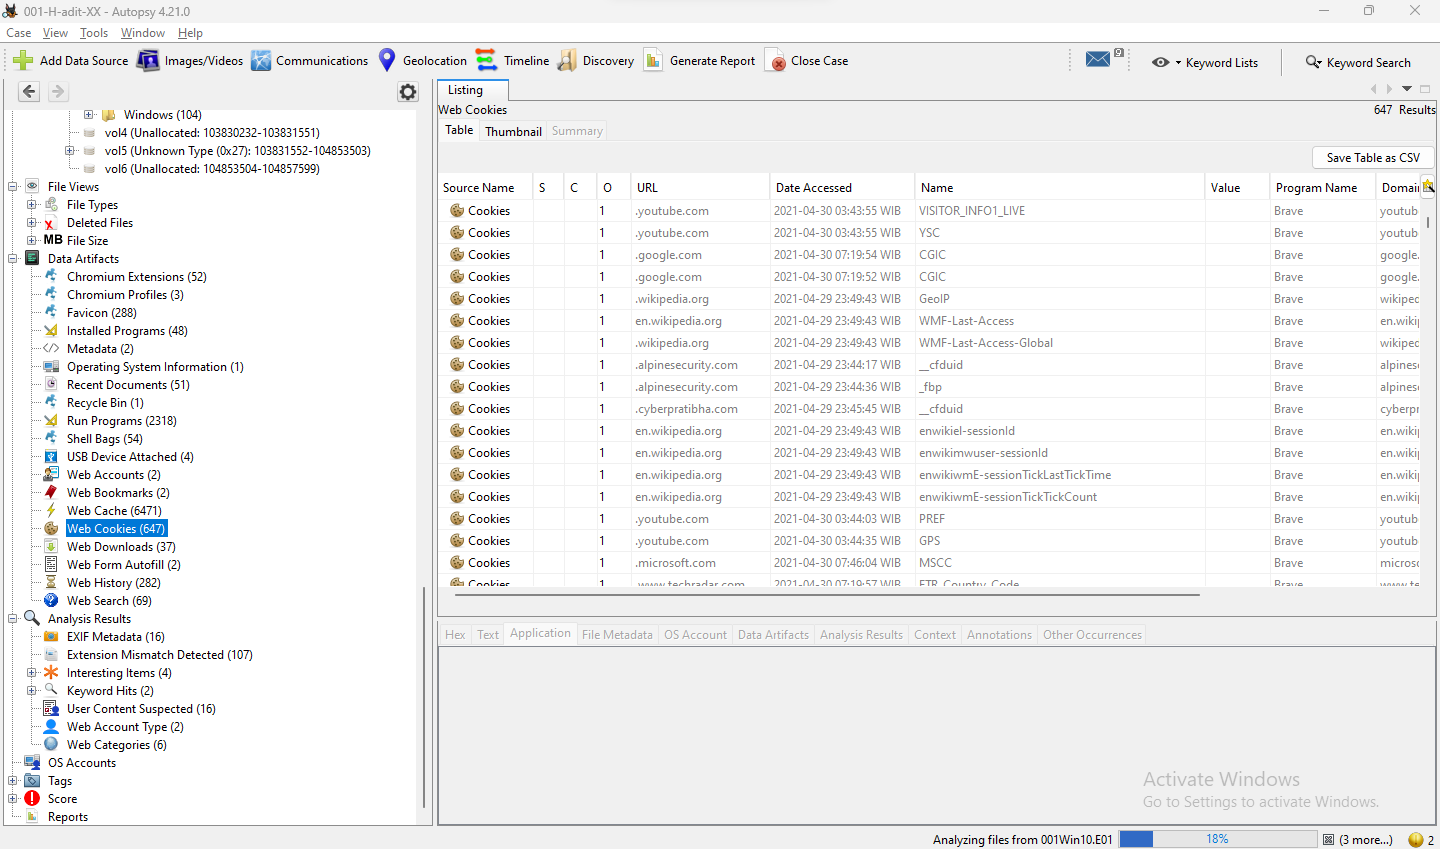 001-H-adit-XX - Autopsy 4.21.0
Case View Tools Window Help
Add Data Source Images/Videos Communications Geolocation Timeline Discovery Generate Report Close Case 9 Keyword Lists Keyword Search
Windows (104)
vol4 (Unallocated: 103830232-103831551)
vol5 (Unknown Type (0x27): 103831552-104853503)
vol6 (Unallocated: 104853504-104857599)
File Views
File Types
Deleted Files
MB File Size
Data Artifacts
Chromium Extensions (52)
Chromium Profiles (3)
Favicon (288)
Installed Programs (48)
Metadata (2)
Operating System Information (1)
Recent Documents (51)
Recycle Bin (1)
Run Programs (2318)
Shell Bags (54)
USB Device Attached (4)
Web Accounts (2)
Web Bookmarks (2)
Web Cache (6471)
Web Cookies (647)
Web Downloads (37)
Web Form Autofill (2)
Web History (282)
Web Search (69)
Analysis Results
EXIF Metadata (16)
Extension Mismatch Detected (107)
Interesting Items (4)
Keyword Hits (2)
User Content Suspected (16)
Web Account Type (2)
Web Categories (6)
OS Accounts
Tags
Score
Reports
Listing
Web Cookies 647 Results
Table Thumbnail Summary
Save Table as CSV
Source Name S C O URL Date Accessed Name Value Program Name Domai
Cookies 1 .youtube.com 2021-04-30 03:43:55 WIB VISITOR_INFO1_LIVE Brave youtub
Cookies 1 .youtube.com 2021-04-30 03:43:55 WIB YSC Brave youtub
Cookies 1 .google.com 2021-04-30 07:19:54 WIB CGIC Brave google.
Cookies 1 .google.com 2021-04-30 07:19:52 WIB CGIC Brave google.
Cookies 1 .wikipedia.org 2021-04-29 23:49:43 WIB GeoIP Brave wikipec
Cookies 1 en.wikipedia.org 2021-04-29 23:49:43 WIB WMF-Last-Access Brave en.wiki
Cookies 1 .wikipedia.org 2021-04-29 23:49:43 WIB WMF-Last-Access-Global Brave wikipec
Cookies 1 .alpinesecurity.com 2021-04-29 23:44:17 WIB __cfduid Brave alpines
Cookies 1 .alpinesecurity.com 2021-04-29 23:44:36 WIB _fbp Brave alpines
Cookies 1 .cyberpratibha.com 2021-04-29 23:45:45 WIB __cfduid Brave cyberpr
Cookies 1 en.wikipedia.org 2021-04-29 23:49:43 WIB enwikiel-sessionId Brave en.wiki
Cookies 1 en.wikipedia.org 2021-04-29 23:49:43 WIB enwikimwuser-sessionId Brave en.wiki
Cookies 1 en.wikipedia.org 2021-04-29 23:49:43 WIB enwikiwmE-sessionTickLastTickTime Brave en.wiki
Cookies 1 en.wikipedia.org 2021-04-29 23:49:43 WIB enwikiwmE-sessionTickTickCount Brave en.wiki
Cookies 1 .youtube.com 2021-04-30 03:44:03 WIB PREF Brave youtub
Cookies 1 .youtube.com 2021-04-30 03:44:35 WIB GPS Brave youtub
Cookies 1 .microsoft.com 2021-04-30 07:46:04 WIB MSCC Brave microsc
Cookies 1 www.techradar.com 2021-04-30 07:19:57 WIB FTR_Country_Code Brave www.te
Hex Text Application File Metadata OS Account Data Artifacts Analysis Results Context Annotations Other Occurrences
Activate Windows
Go to Settings to activate Windows.
Analyzing files from 001Win10.E01 18% (3 more...) 2